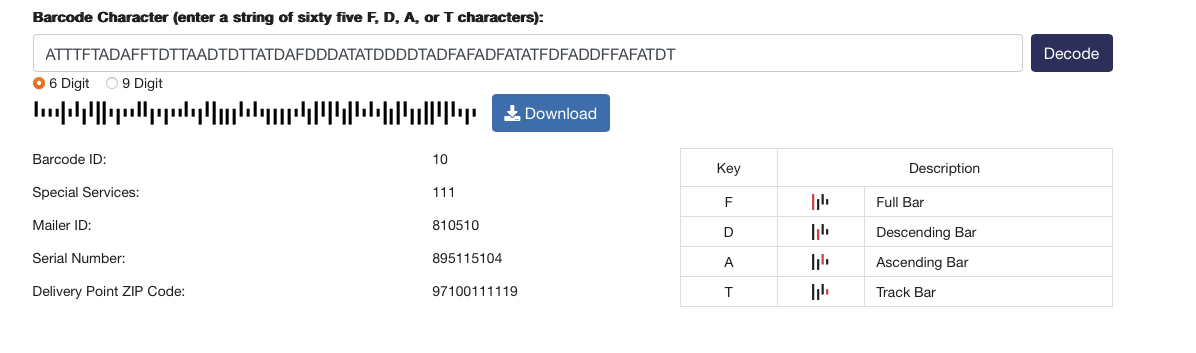 Barcode Character (enter a string of sixty five F, D, A, or T characters):
ATTTFTADAFFTDTTAADTDTTATDAFDDDATATDDDDTADFAFADFATATFDFADDFFAFATDT Decode
6 Digit 9 Digit
Download
Barcode ID: 10
Special Services: 111
Mailer ID: 810510
Serial Number: 895115104
Delivery Point ZIP Code: 97100111119
Key Description
F Full Bar
D Descending Bar
A Ascending Bar
T Track Bar